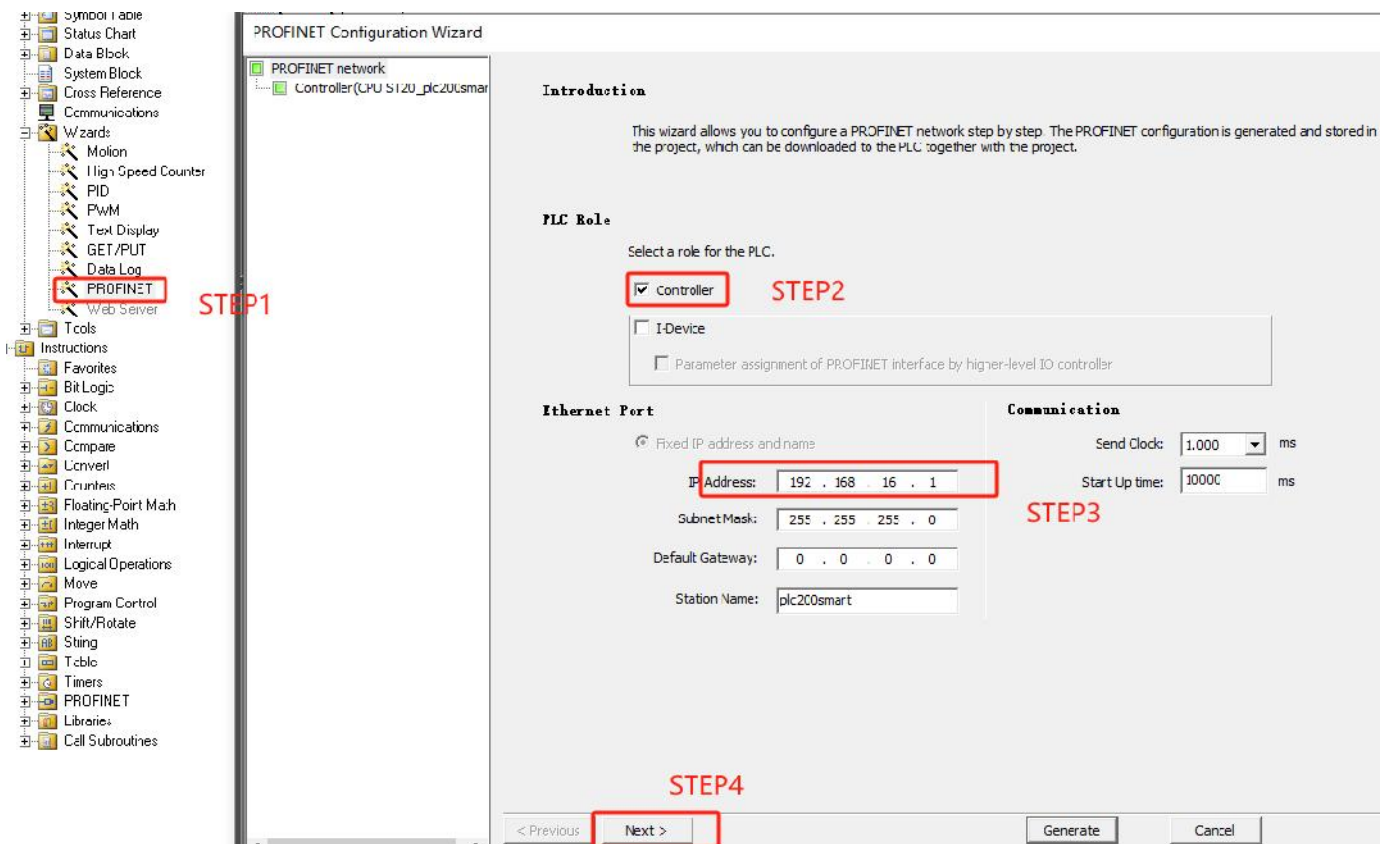 Symbol Table
Status Chart
Data Block
System Block
Cross Reference
Communications
Wizards
Motion
High Speed Counter
PID
PWM
Text Display
GET/PUT
Data Log
PROFINET
Web Server
STEP1
Tools
Instructions
Favorites
Bit Logic
Clock
Communications
Compare
Convert
Counters
Floating-Point Math
Integer Math
Interrupt
Logical Operations
Move
Program Control
Shift/Rotate
String
Table
Timers
PROFINET
Libraries
Call Subroutines
PROFINET Configuration Wizard
PROFINET network
Controller(CPU ST20_plc200smar
Introduction
This wizard allows you to configure a PROFINET network step by step. The PROFINET configuration is generated and stored in
the project, which can be downloaded to the PLC together with the project.
PLC Role
Select a role for the PLC.
Controller
STEP2
I-Device
Parameter assignment of PROFINET interface by higher-level IO controller
Ethernet Port
Fixed IP address and name
IP Address: 192 . 168 . 16 . 1
Subnet Mask: 255 . 255 . 255 . 0
Default Gateway: 0 . 0 . 0 . 0
Station Name: plc200smart
Communication
Send Clock: 1.000 ms
Start Up time: 10000 ms
STEP3
STEP4
< Previous
Next >
Generate
Cancel